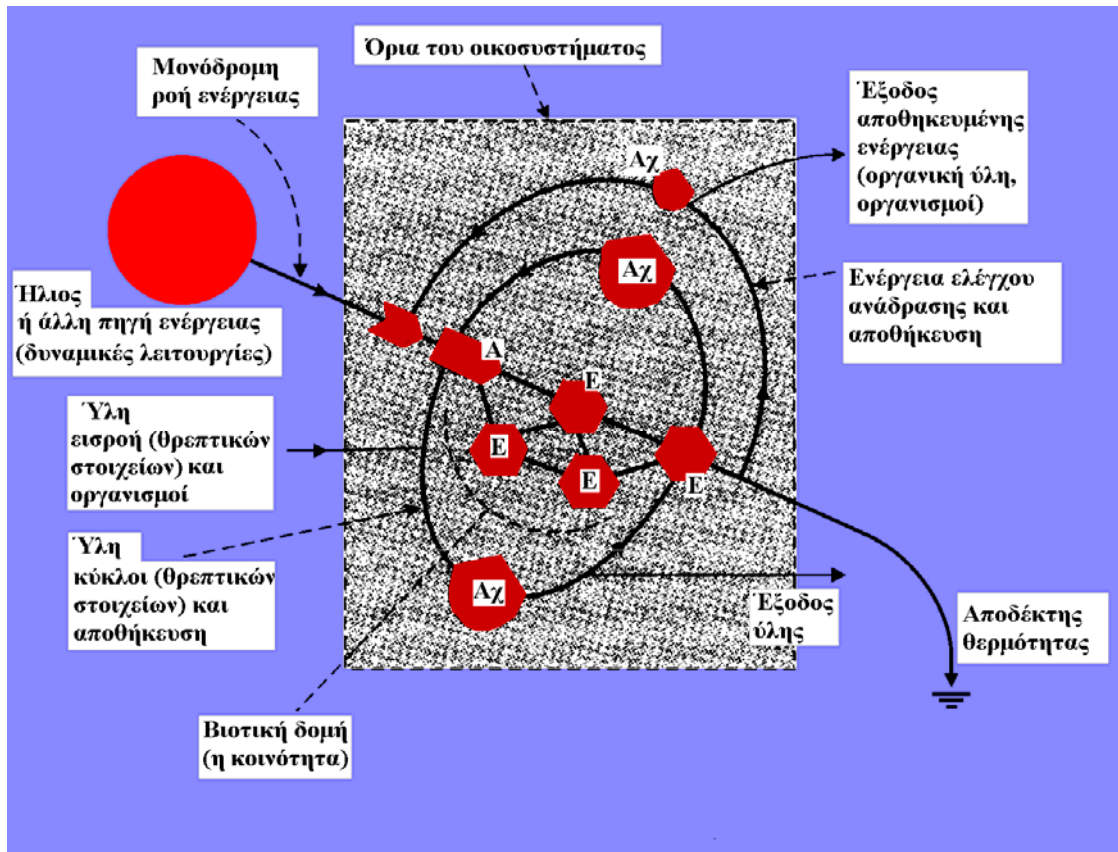 Όρια του οικοσυστήματος
Μονόδρομη
ροή ενέργειας
Έξοδος
αποθηκευμένης
ενέργειας
(οργανική ύλη,
οργανισμοί)
Αχ
Αχ
Ήλιος
ή άλλη πηγή ενέργειας
(δυναμικές λειτουργίες)
Ενέργεια ελέγχου
ανάδρασης και
αποθήκευση
Α
Ε
Ε
Ε
Ε
Ύλη
εισροή (θρεπτικών
στοιχείων) και
οργανισμοί
Ύλη
κύκλοι (θρεπτικών
στοιχείων) και
αποθήκευση
Αχ
Έξοδος
ύλης
Αποδέκτης
θερμότητας
Βιοτική δομή
(η κοινότητα)